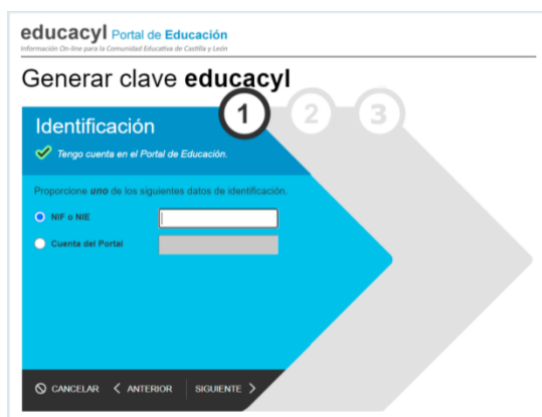 educacyl Portal de Educación
Información On-line para la Comunidad Educativa de Castilla y León
Generar clave educacyl
1 2 3
Identificación
Tengo cuenta en el Portal de Educación.
Proporcione uno de los siguientes datos de identificación.
NIF o NIE
Cuenta del Portal
CANCELAR ANTERIOR SIGUIENTE